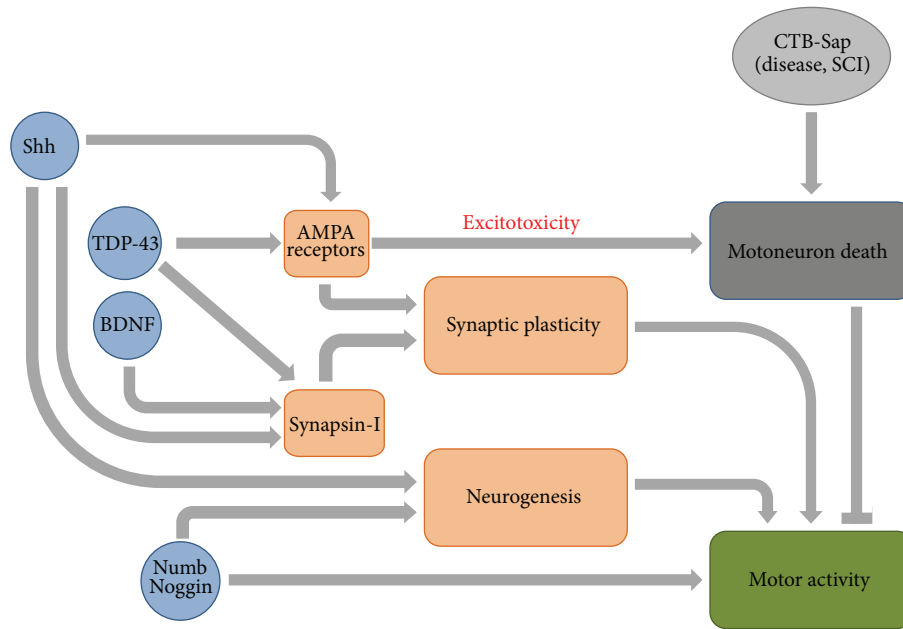 CTB-Sap
(disease, SCI)
Shh
TDP-43
AMPA
receptors
Excitotoxicity
Motoneuron death
BDNF
Synaptic plasticity
Synapsin-I
Neurogenesis
Numb
Noggin
Motor activity